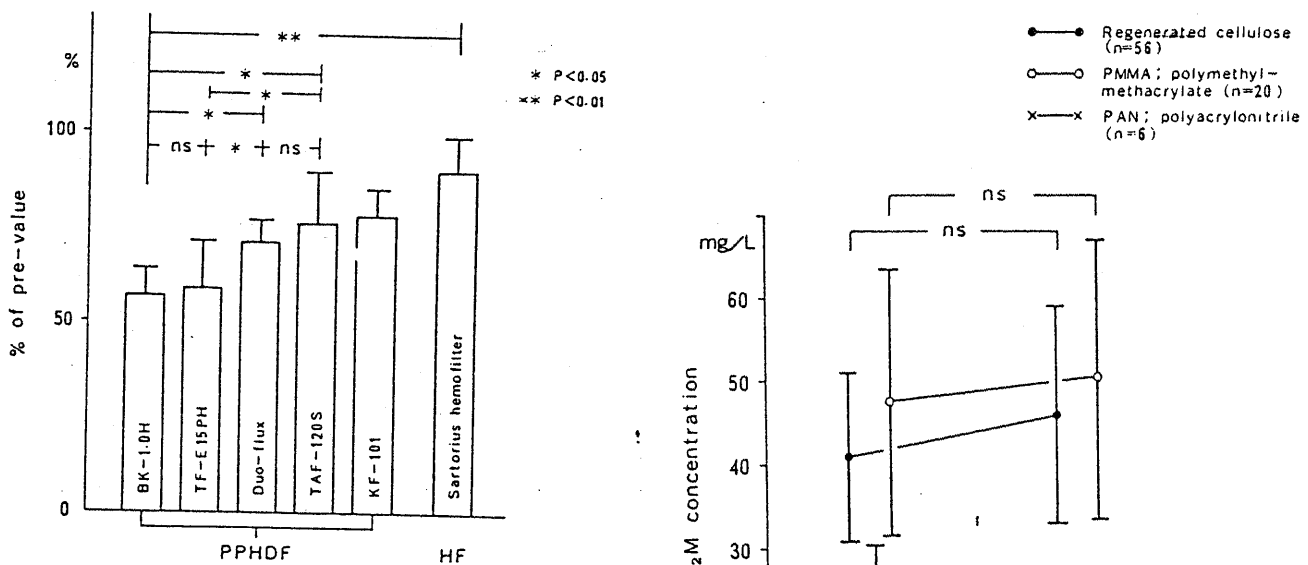 **
%
*
* P<0.05
*
** P<0.01
*
100
ns * ns
% of pre-value
50
0
BK-1.0H
TF-E15PH
Duo-flux
TAF-120S
KF-101
Sartorius hemofilter
PPHDF
HF
Regenerated cellulose
(n=56)
PMMA; polymethyl-
methacrylate (n=20)
PAN; polyacrylonitrile
(n=6)
ns
ns
mg/L
60
50
40
30
2M concentration